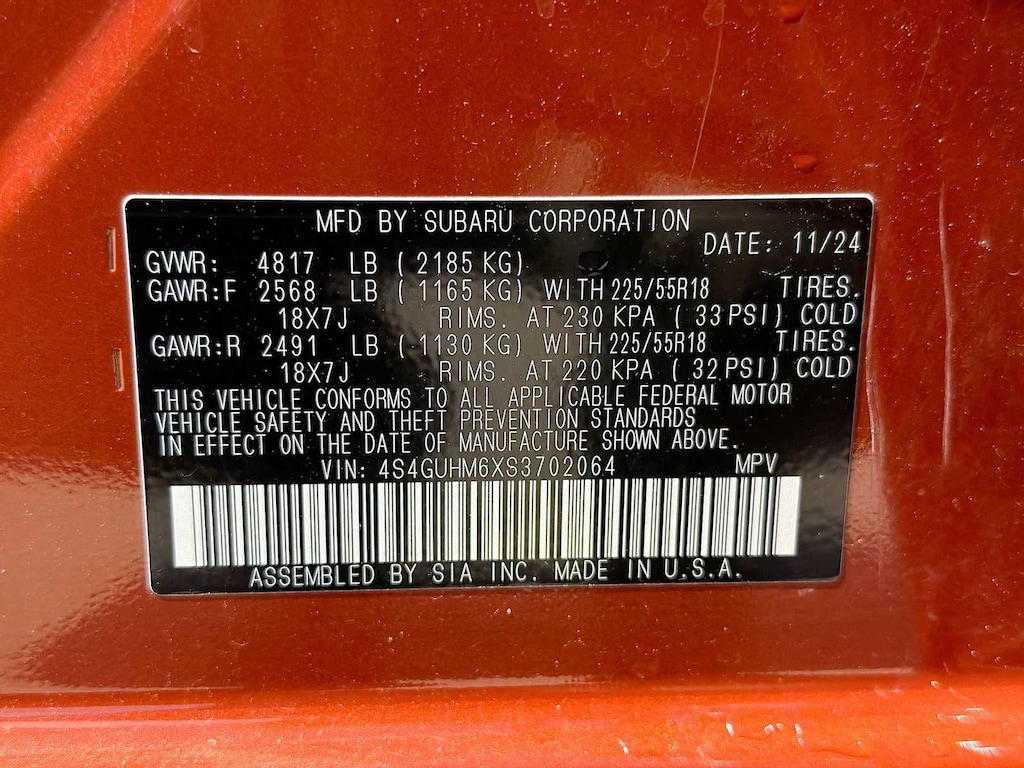 MFD BY SUBARU CORPORATION
DATE: 11/24
GVWR: 4817 LB ( 2185 KG)
GAWR:F 2568 LB ( 1165 KG) WITH 225/55R18 TIRES.
18X7J RIMS. AT 230 KPA ( 33 PSI) COLD
GAWR:R 2491 LB ( 1130 KG) WITH 225/55R18 TIRES.
18X7J RIMS. AT 220 KPA ( 32 PSI) COLD
THIS VEHICLE CONFORMS TO ALL APPLICABLE FEDERAL MOTOR
VEHICLE SAFETY AND THEFT PREVENTION STANDARDS
IN EFFECT ON THE DATE OF MANUFACTURE SHOWN ABOVE.
VIN: 4S4GUHM6XS3702064 MPV
ASSEMBLED BY SIA INC. MADE IN U.S.A.